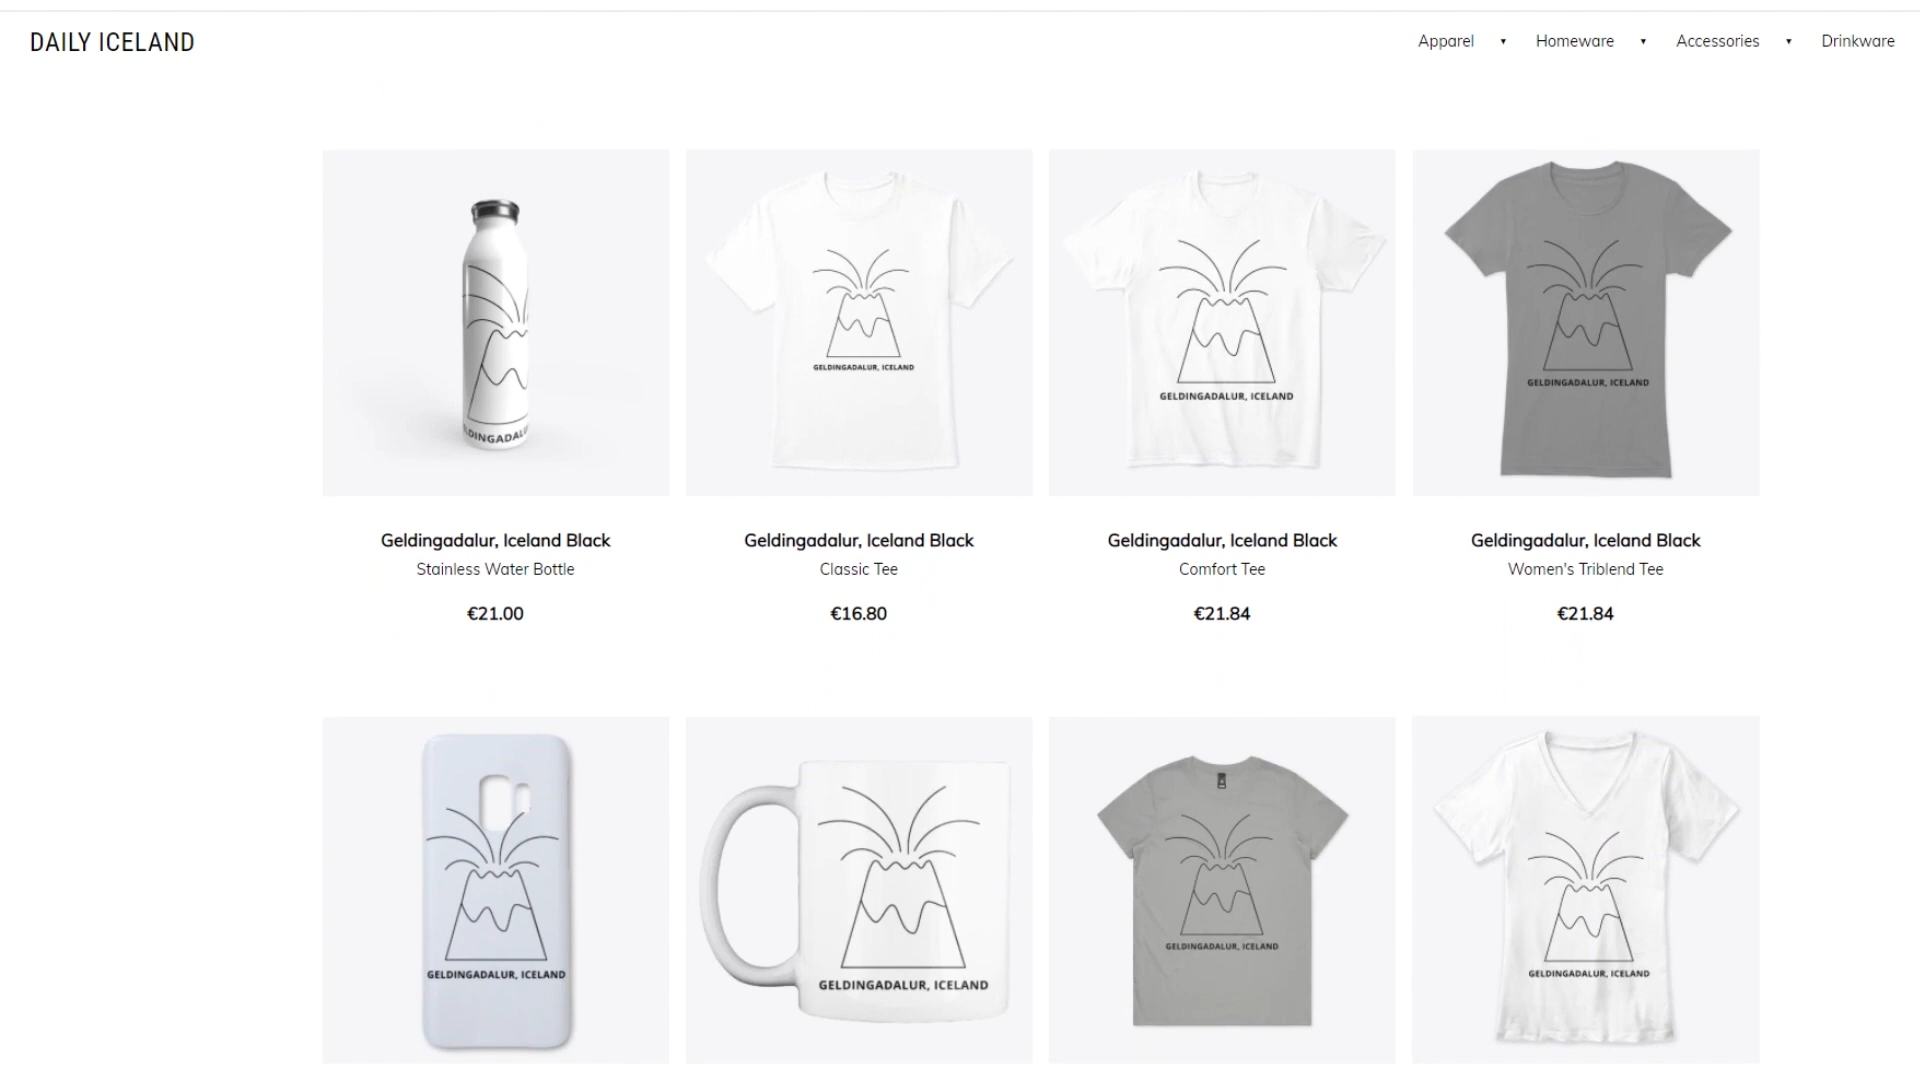 DAILY ICELAND
Apparel ▾ Homeware ▾ Accessories ▾ Drinkware
LDINGADALU
GELDINGADALUR, ICELAND
GELDINGADALUR, ICELAND
GELDINGADALUR, ICELAND
Geldingadalur, Iceland Black
Stainless Water Bottle
€21.00
Geldingadalur, Iceland Black
Classic Tee
€16.80
Geldingadalur, Iceland Black
Comfort Tee
€21.84
Geldingadalur, Iceland Black
Women's Triblend Tee
€21.84
GELDINGADALUR, ICELAND
GELDINGADALUR, ICELAND
GELDINGADALUR, ICELAND
GELDINGADALUR, ICELAND